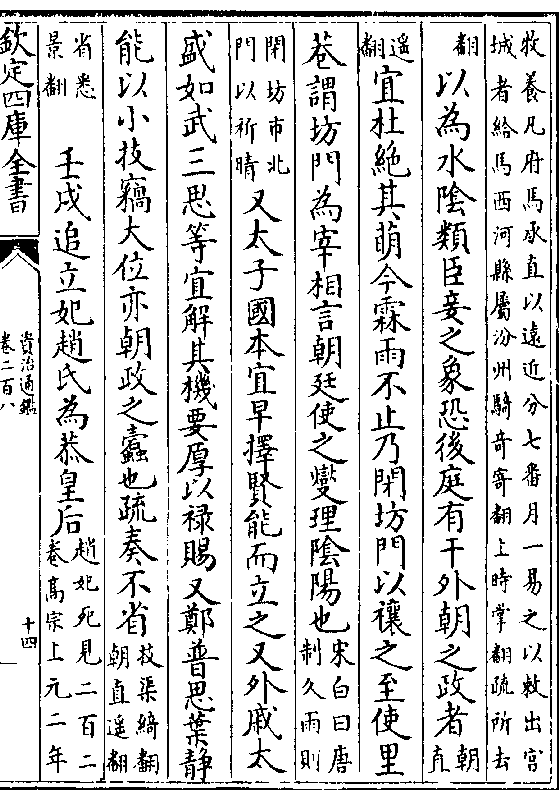 牧養凡府馬承直以遠近分七番月一易之以敕出宫
城者給馬西河縣屬汾州騎奇寄翻上時掌翻疏所去
翻以為水隂類臣妾之象恐後庭有干外朝之政者朝直
遥翻宜杜絶其萌今霖雨不止乃閉坊門以禳之至使里
巷謂坊門為宰相言朝廷使之燮理隂陽也宋白曰唐制久雨則
閉坊市北門以祈晴又太子國本宜早擇賢能而立之又外戚太
盛如武三思等宜解其機要厚以禄賜又鄭普思葉静
能以小技竊大位亦朝政之蠧也疏奏不省技渠綺翻朝直遥翻
省悉景翻壬戌追立妃趙氏為恭皇后趙妃死見二百二卷高宗上元二年
欽定四庫全書
資治通鑑
卷二百八
十四